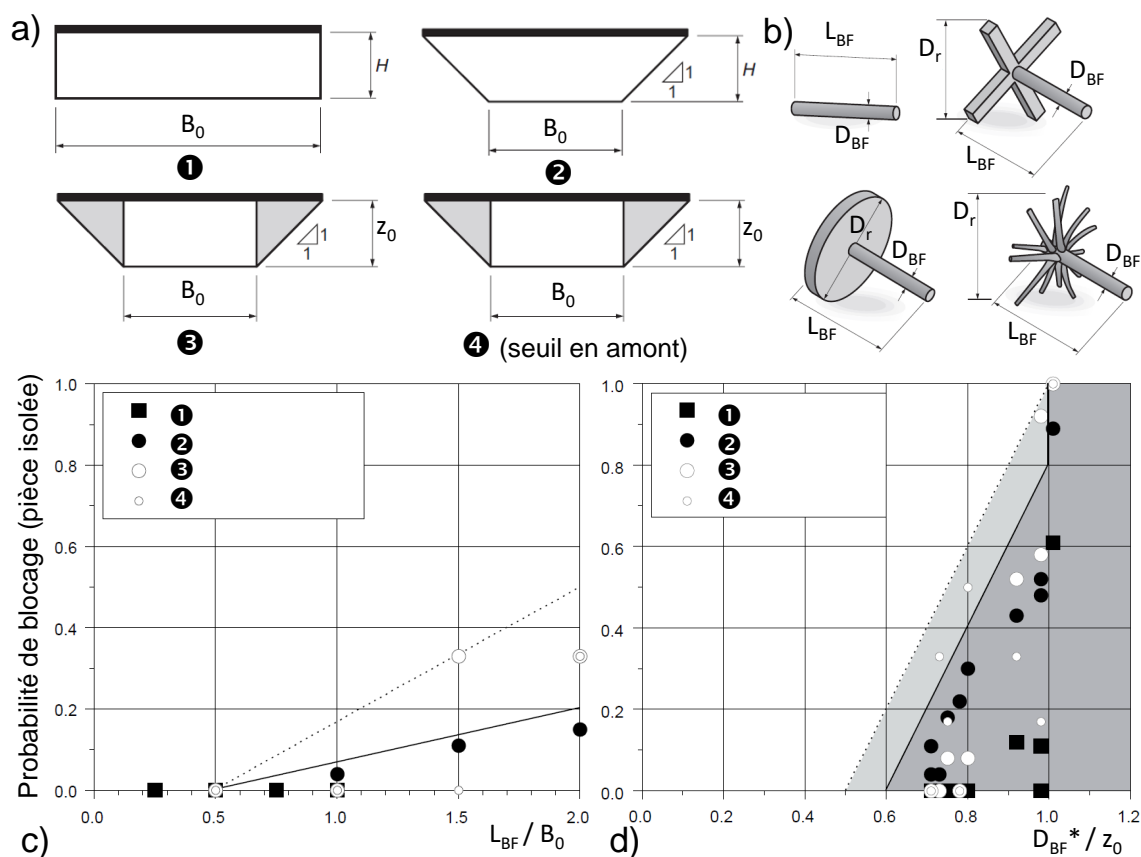 a)
H
B0
❶
H
1
1
B0
❷
z0
1
1
B0
❸
z0
1
1
B0
❹ (seuil en amont)
b)
LBF
DBF
Dr
DBF
LBF
Dr
DBF
LBF
Dr
DBF
LBF
Probabilité de blocage (pièce isolée)
1.0
0.8
0.6
0.4
0.2
0.0
❶
❷
❸
❹
0.0
0.5
1.0
1.5
2.0
c)
LBF / B0
1.0
0.8
0.6
0.4
0.2
0.0
❶
❷
❸
❹
0.0
0.2
0.4
0.6
0.8
1.0
1.2
d)
DBF* / z0